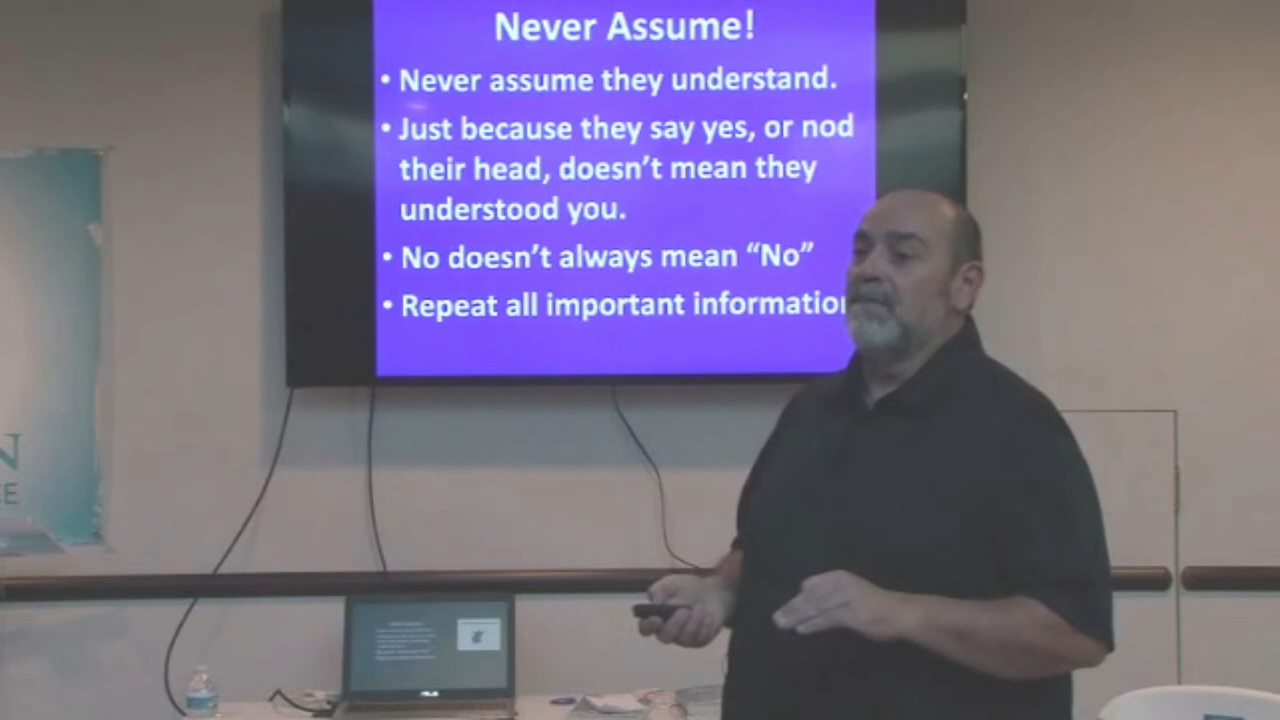 Never Assume!
• Never assume they understand.
• Just because they say yes, or nod
their head, doesn’t mean they
understood you.
• No doesn’t always mean “No”
• Repeat all important information
N
CE